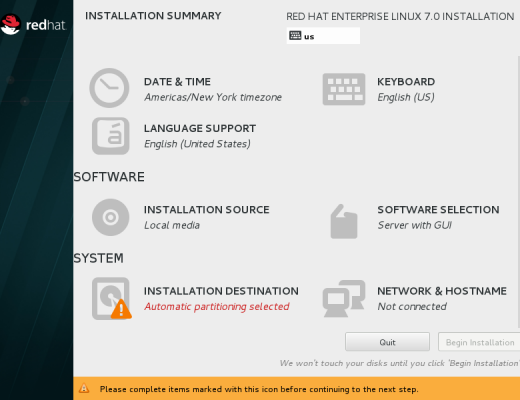 redhat.
INSTALLATION SUMMARY
RED HAT ENTERPRISE LINUX 7.0 INSTALLATION
us
DATE & TIME
Americas/New York timezone
KEYBOARD
English (US)
LANGUAGE SUPPORT
English (United States)
SOFTWARE
INSTALLATION SOURCE
Local media
SOFTWARE SELECTION
Server with GUI
SYSTEM
INSTALLATION DESTINATION
Automatic partitioning selected
NETWORK & HOSTNAME
Not connected
Quit
Begin Installation
We won't touch your disks until you click 'Begin Installation'
Please complete items marked with this icon before continuing to the next step.